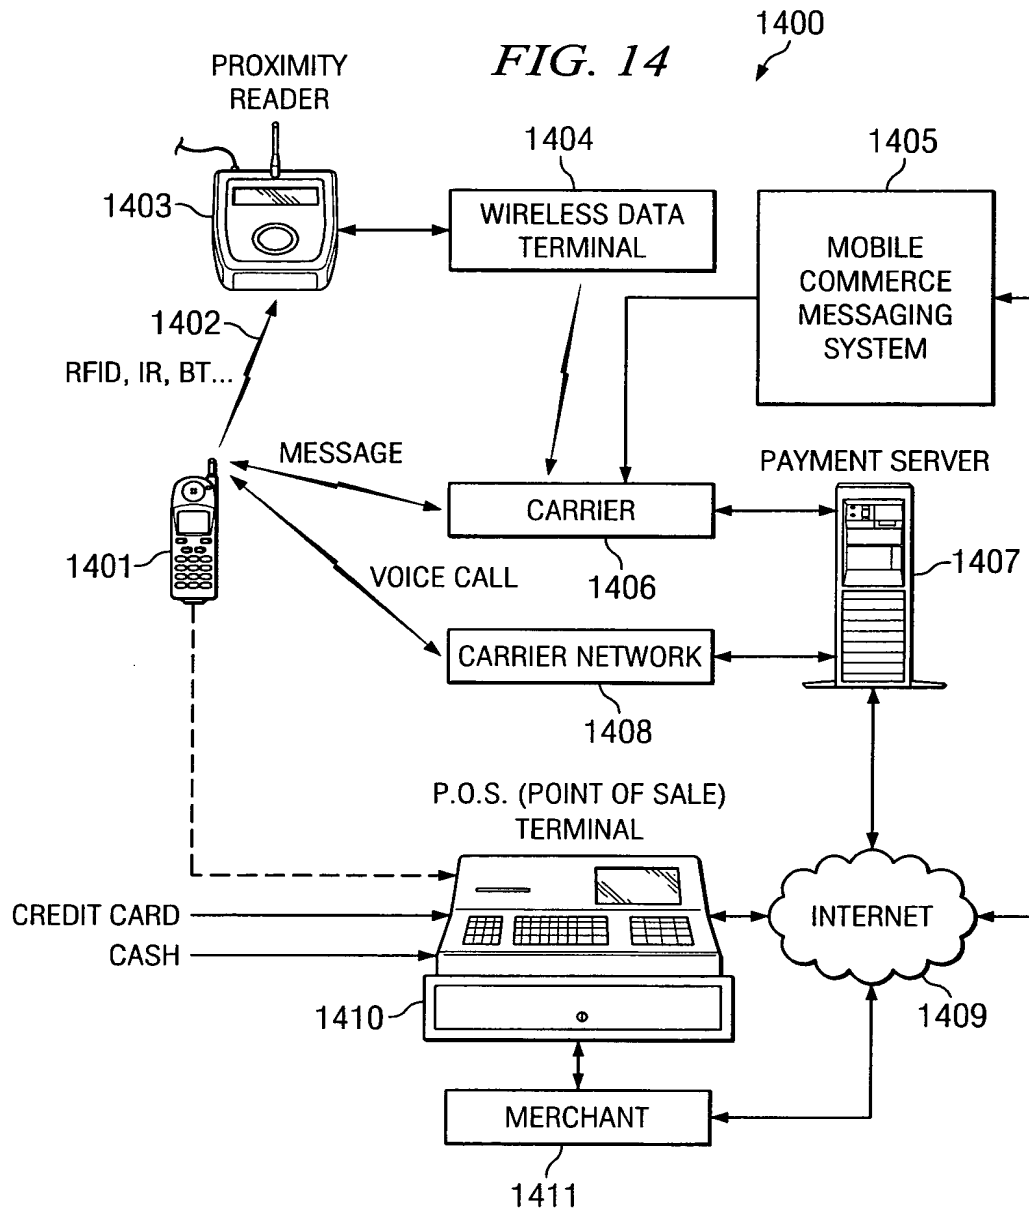 1400
FIG. 14
PROXIMITY
READER
1404
1405
1403
WIRELESS DATA
TERMINAL
MOBILE
COMMERCE
MESSAGING
SYSTEM
1402
RFID, IR, BT...
MESSAGE
PAYMENT SERVER
CARRIER
1401
1406
1407
VOICE CALL
CARRIER NETWORK
1408
P.O.S. (POINT OF SALE)
TERMINAL
CREDIT CARD
INTERNET
CASH
1410
1409
MERCHANT
1411